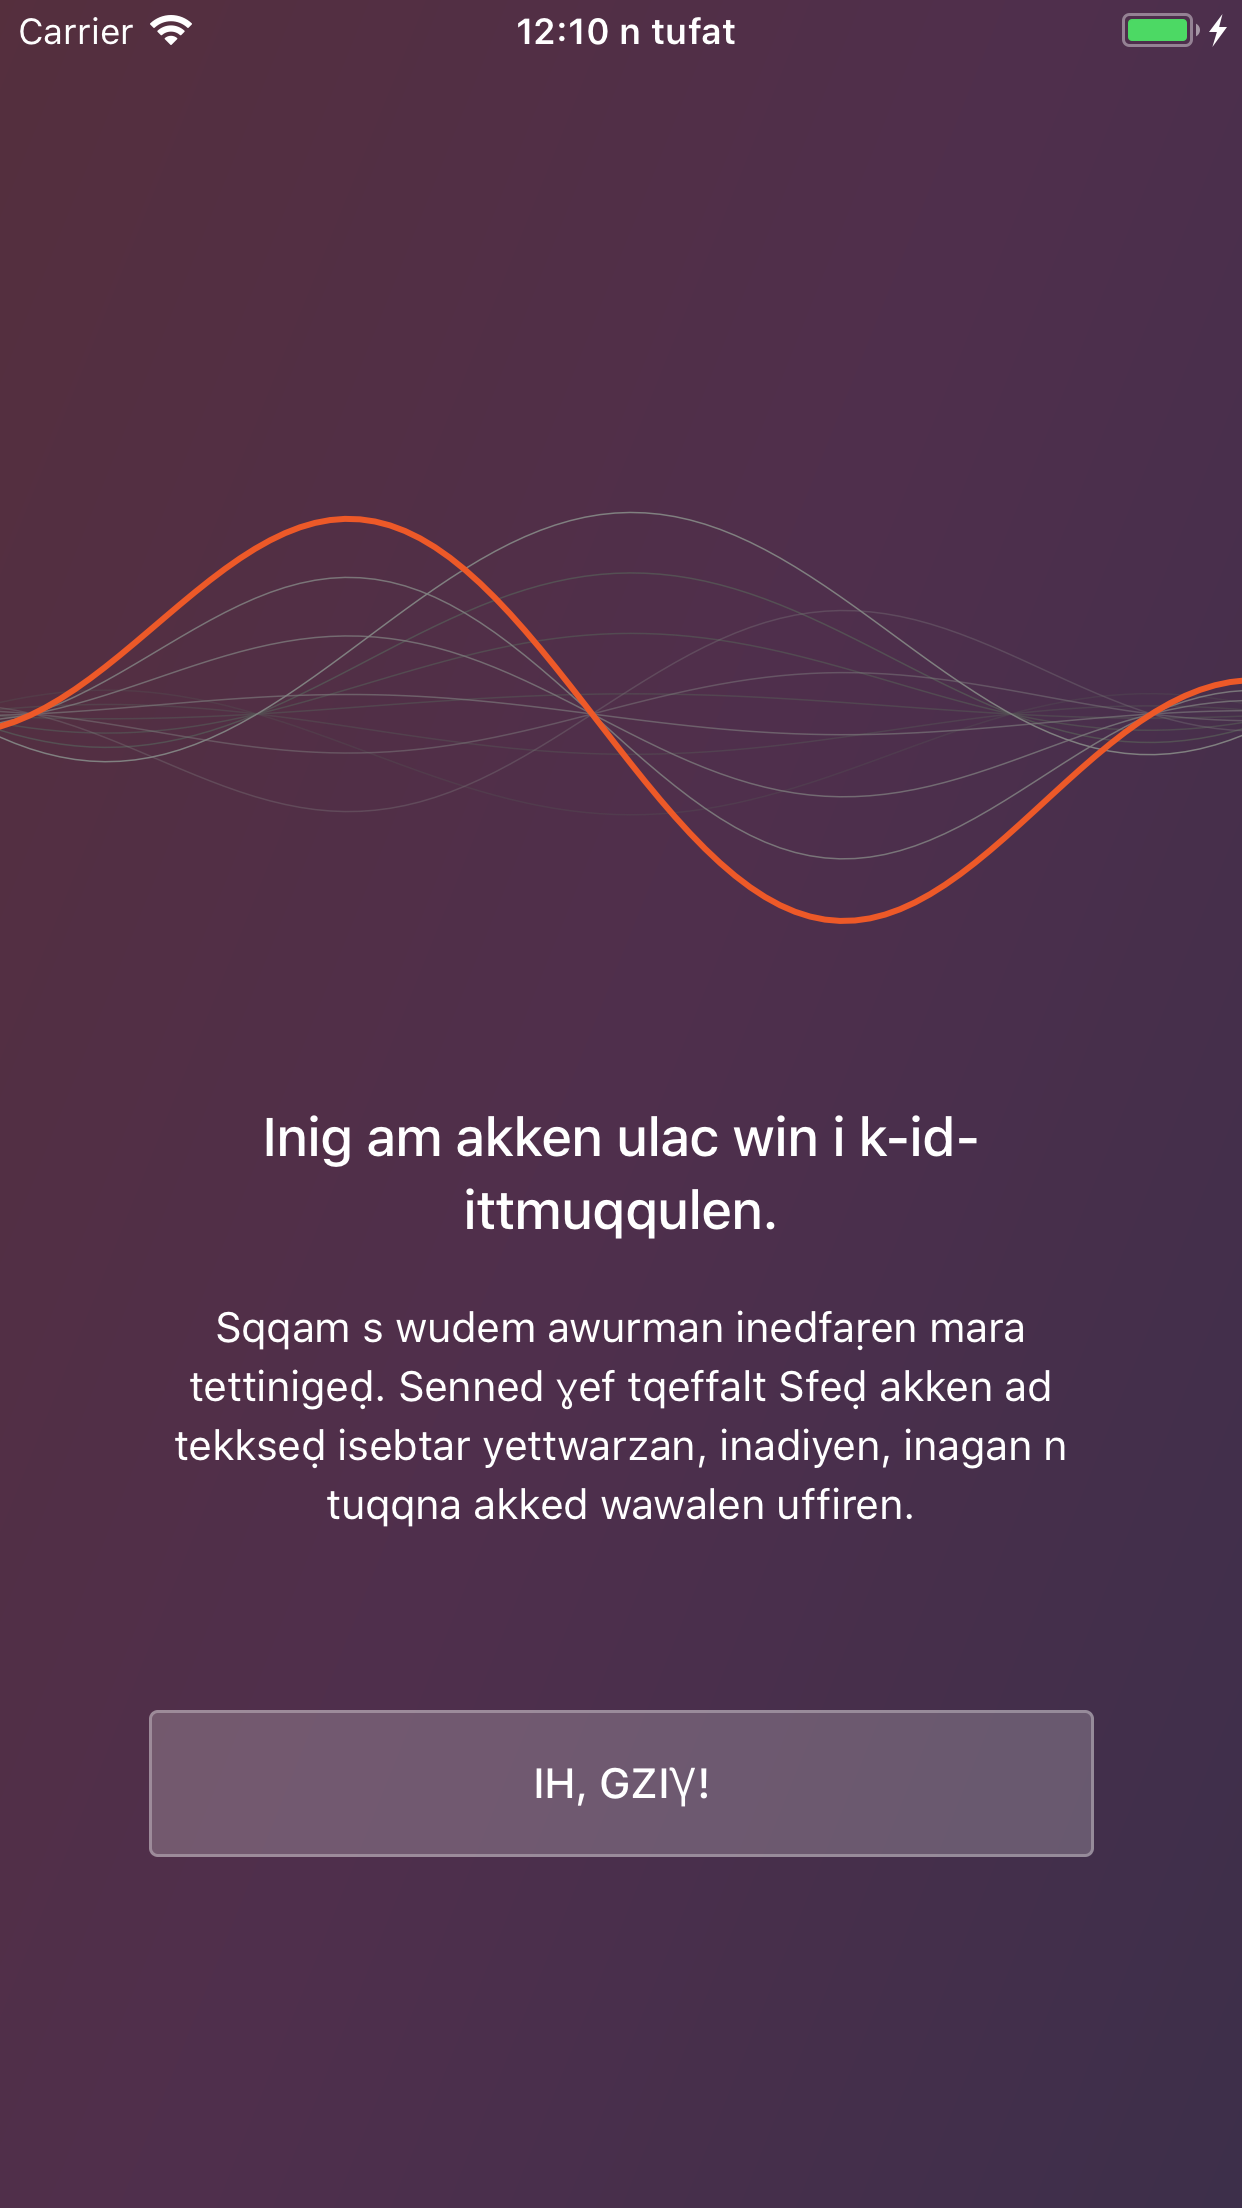 Carrier 12:10 n tufat
Inig am akken ulac win i k-id-
ittmuqqulen.
Sqqam s wudem awurman inedfaṛen mara
tettinigeḍ. Senned ɣef tqeffalt Sfeḍ akken ad
tekkseḍ isebtar yettwarzan, inadiyen, inagan n
tuqqna akked wawalen uffiren.
IH, GZIƔ!